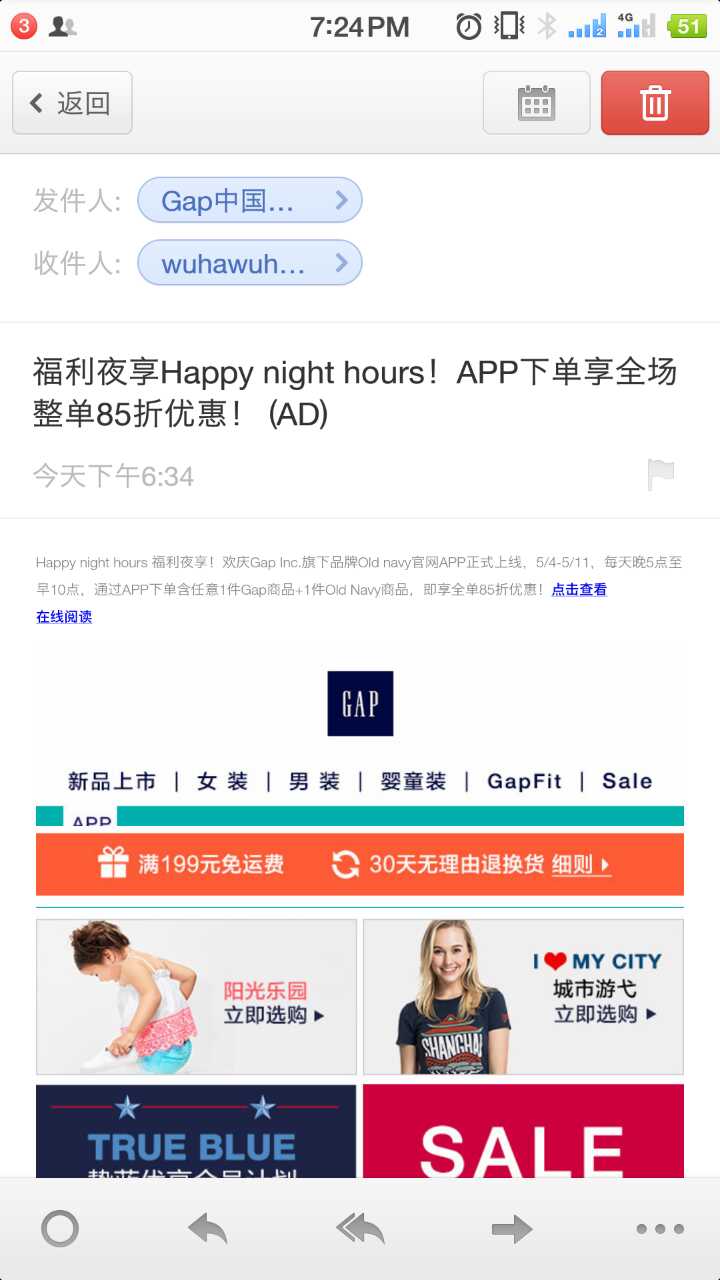 3
7:24PM
2
4G
51
返回
发件人:
Gap中国...
收件人:
wuhawuh...
福利夜享Happy night hours！APP下单享全场
整单85折优惠！ (AD)
今天下午6:34
Happy night hours 福利夜享！欢庆Gap Inc.旗下品牌Old navy官网APP正式上线，5/4-5/11，每天晚5点至
早10点，通过APP下单含任意1件Gap商品+1件Old Navy商品，即享全单85折优惠！点击查看
在线阅读
GAP
新品上市 | 女 装 | 男 装 | 婴童装 | GapFit | Sale
APP
满199元免运费 30天无理由退换货 细则
阳光乐园
立即选购
I ❤ MY CITY
城市游弋
立即选购
SHANGHAI
TRUE BLUE
挚蓝优享会员计划
SALE